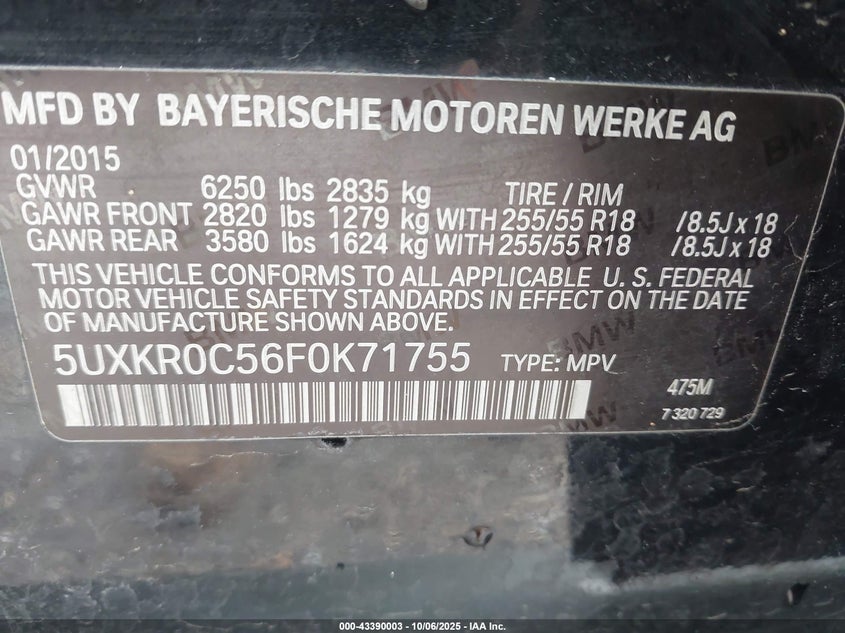 MFD BY BAYERISCHE MOTOREN WERKE AG
01/2015
GVWR 6250 lbs 2835 kg TIRE / RIM
GAWR FRONT 2820 lbs 1279 kg WITH 255/55 R18 /8.5J x 18
GAWR REAR 3580 lbs 1624 kg WITH 255/55 R18 /8.5J x 18
THIS VEHICLE CONFORMS TO ALL APPLICABLE U. S. FEDERAL
MOTOR VEHICLE SAFETY STANDARDS IN EFFECT ON THE DATE
OF MANUFACTURE SHOWN ABOVE.
5UXKR0C56F0K71755 TYPE: MPV
475M
7 320 729
000-43390003 - 10/06/2025 - IAA Inc.